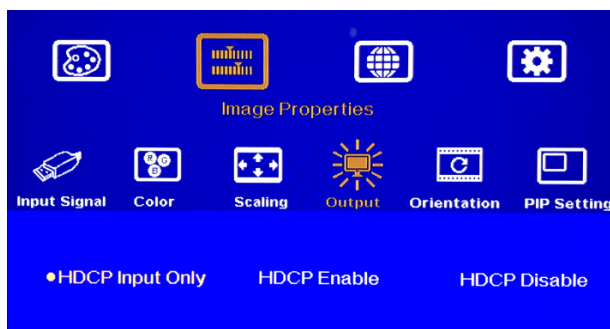 Image Properties
Input Signal Color Scaling Output Orientation PIP Setting
HDCP Input Only HDCP Enable HDCP Disable